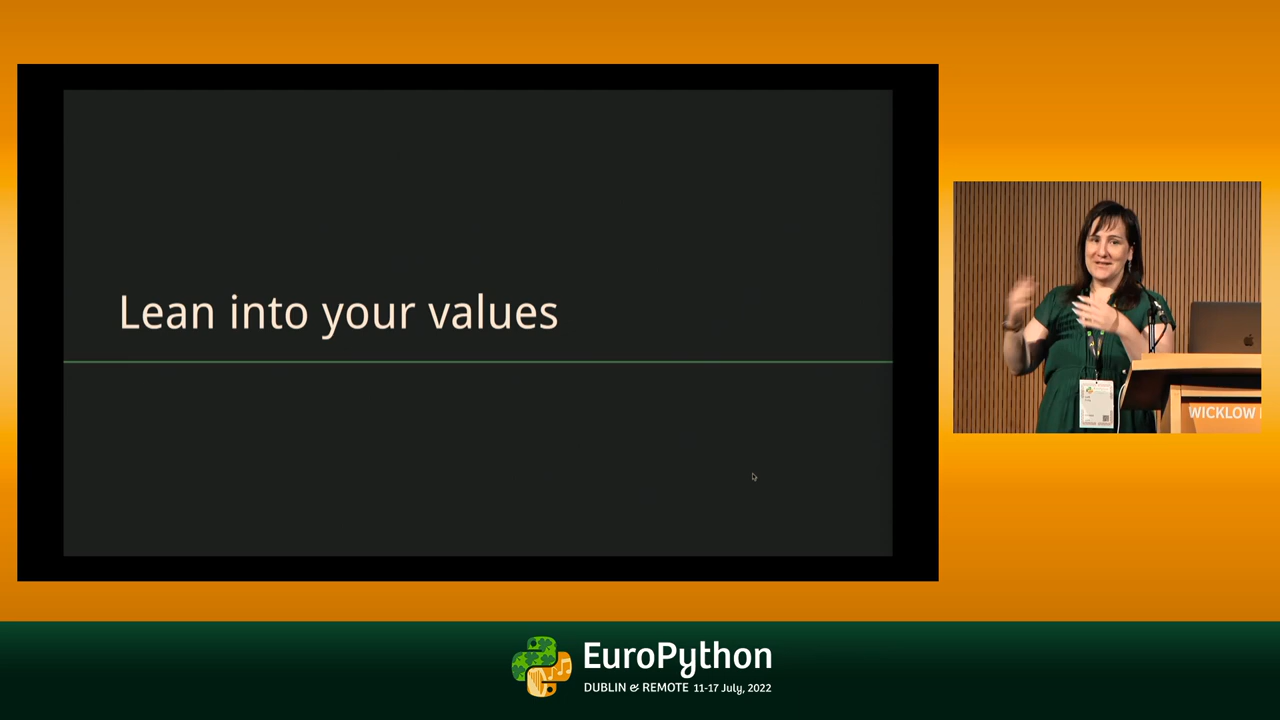 Lean into your values
WICKLOW
EuroPython
DUBLIN & REMOTE 11-17 July, 2022